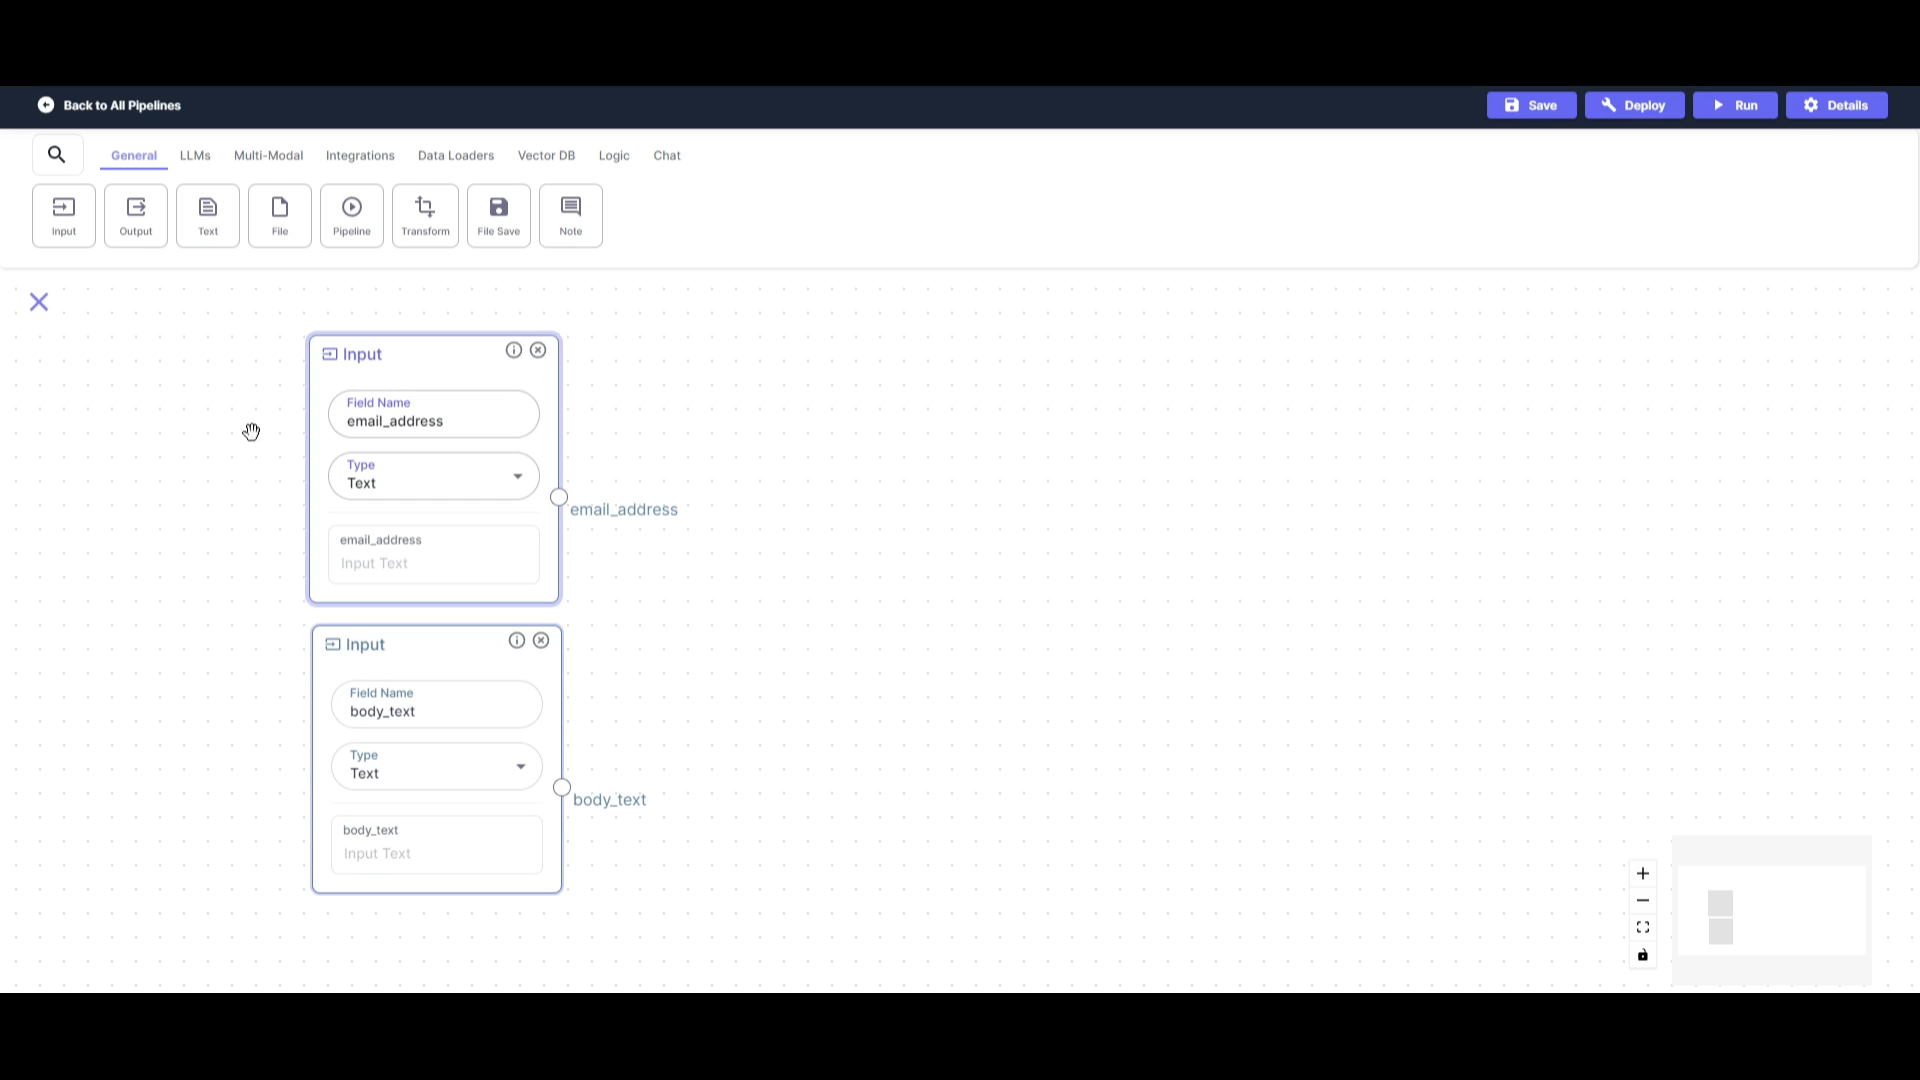 Back to All Pipelines
Save
Deploy
Run
Details
General
LLMs
Multi-Modal
Integrations
Data Loaders
Vector DB
Logic
Chat
Input
Output
Text
File
Pipeline
Transform
File Save
Note
Input
Field Name
email_address
Type
Text
email_address
email_address
Input Text
Input
Field Name
body_text
Type
Text
body_text
body_text
Input Text